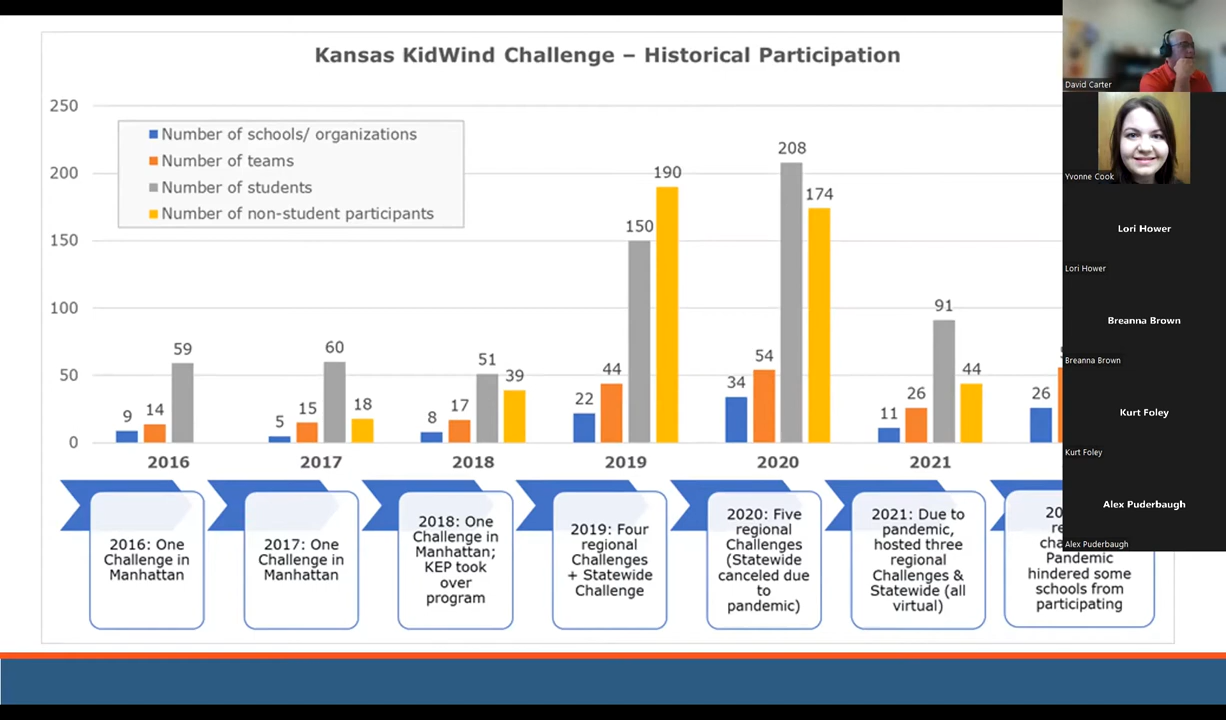 Kansas KidWind Challenge – Historical Participation
250
200
150
100
50
0
Number of schools/ organizations
Number of teams
Number of students
Number of non-student participants
9
14
59
5
15
60
18
8
17
51
39
22
44
150
190
34
54
208
174
11
26
91
44
26
2016
2017
2018
2019
2020
2021
2016: One
Challenge in
Manhattan
2017: One
Challenge in
Manhattan
2018: One
Challenge in
Manhattan;
KEP took
over
program
2019: Four
regional
Challenges
+ Statewide
Challenge
2020: Five
regional
Challenges
(Statewide
canceled due
to
pandemic)
2021: Due to
pandemic,
hosted three
regional
Challenges &
Statewide (all
virtual)
Pandemic
hindered some
schools from
participating
David Carter
Yvonne Cook
Lori Hower
Lori Hower
Breanna Brown
Breanna Brown
Kurt Foley
Kurt Foley
Alex Puderbaugh
Alex Puderbaugh